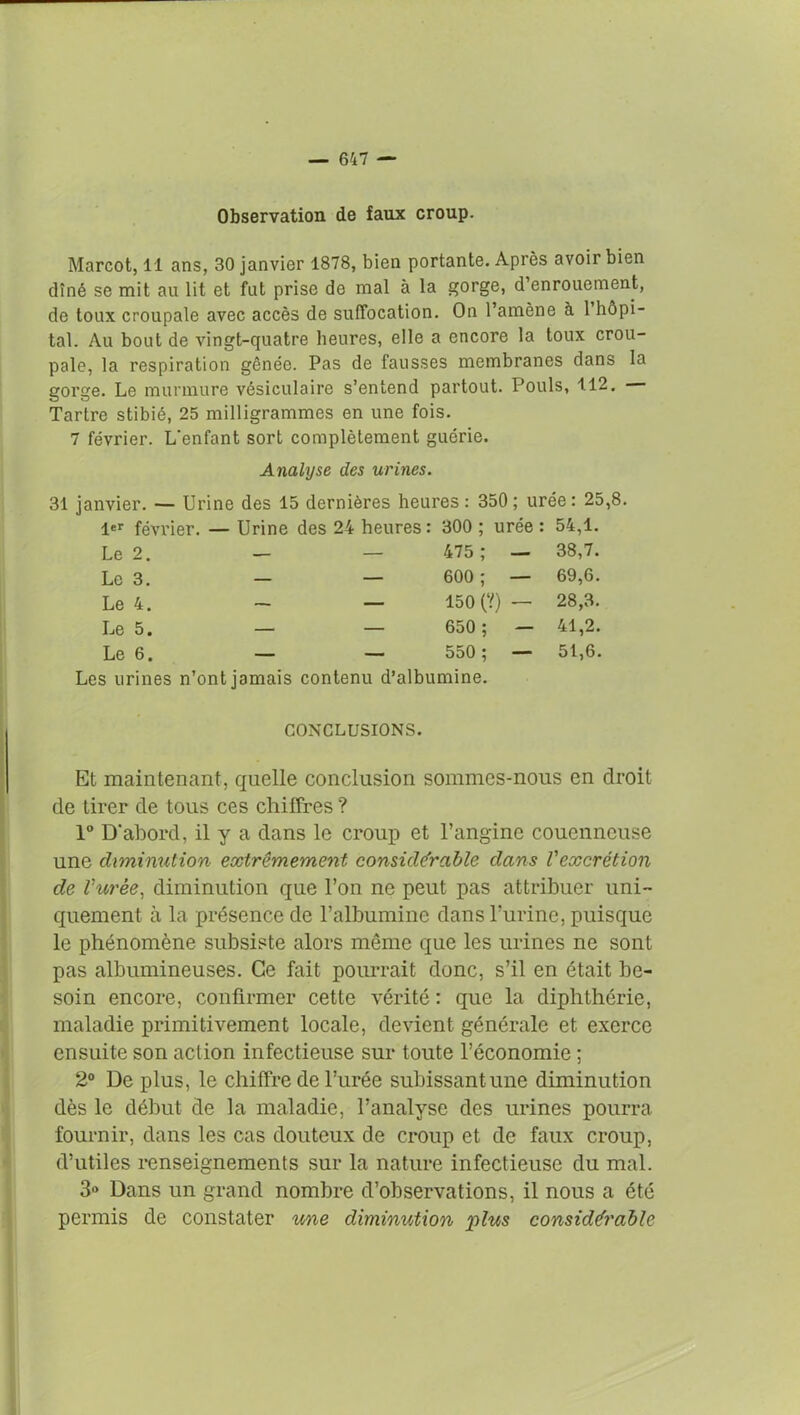 — 647 —
Observation de faux croup.
Marcot, 11 ans, 30 janvier 1878, bien portante. Après avoir bien
dîné se mit au lit et fut prise de mal à la gorge, d'enrouement,
de toux croupale avec accès de suffocation. On l'amène à l'hôpi-
tal. Au bout de vingt-quatre heures, elle a encore la toux crou-
pale, la respiration gênée. Pas de fausses membranes dans la
gorge. Le murmure vésiculaire s'entend partout. Pouls, 112. —
Tartre stibié, 25 milligrammes en une fois.
7 février. L'enfant sort complètement guérie.
Analyse des urines.
31 janvier. — Urine des 15 dernières heures : 350 ; urée : 25,8.
1er février. — Urine des 24 heures : 300 ; urée : 54,1.
Le 2. — — 475 ; — 38,7.
Le 3. — — 600 ; — 69,6.
Le 4. — — 150 (?) — 28,3.
Le 5. — — 650 ; — 41,2.
Le 6. — — 550 ; — 51,6.
Les urines n'ont jamais contenu d'albumine.
CONCLUSIONS.
Et maintenant, quelle conclusion sommes-nous en droit
de tirer de tous ces chiffres ?
1° D'abord, il y a dans le croup et l'angine couenneuse
une diminution extrêmement considérable dans l'excrétion
de l'urée, diminution que l'on ne peut pas attribuer uni-
quement à la présence de l'albumine dans l'urine, puisque
le phénomène subsiste alors même que les urines ne sont
pas albumineuses. Ce fait pourrait donc, s'il en était be-
soin encore, confirmer cette vérité : que la diphthérie,
maladie primitivement locale, devient générale et exerce
ensuite son action infectieuse sur toute l'économie ;
2° De plus, le chiffre de l'urée subissant une diminution
dès le début de la maladie, l'analyse des urines pourra
fournir, dans les cas douteux de croup et de faux croup,
d'utiles renseignements sur la nature infectieuse du mal.
3° Dans un grand nombre d'observations, il nous a été
permis de constater une diminution plus considérable